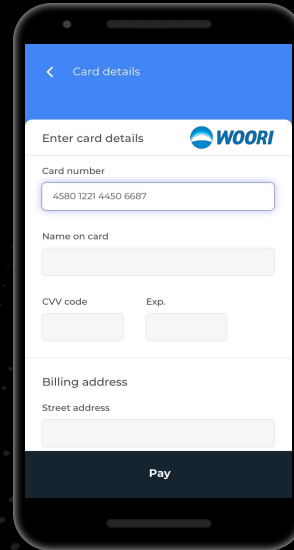 Card details
Enter card details WOORI
Card number
4580 1221 4450 6687
Name on card
CVV code Exp.
Billing address
Street address
Pay